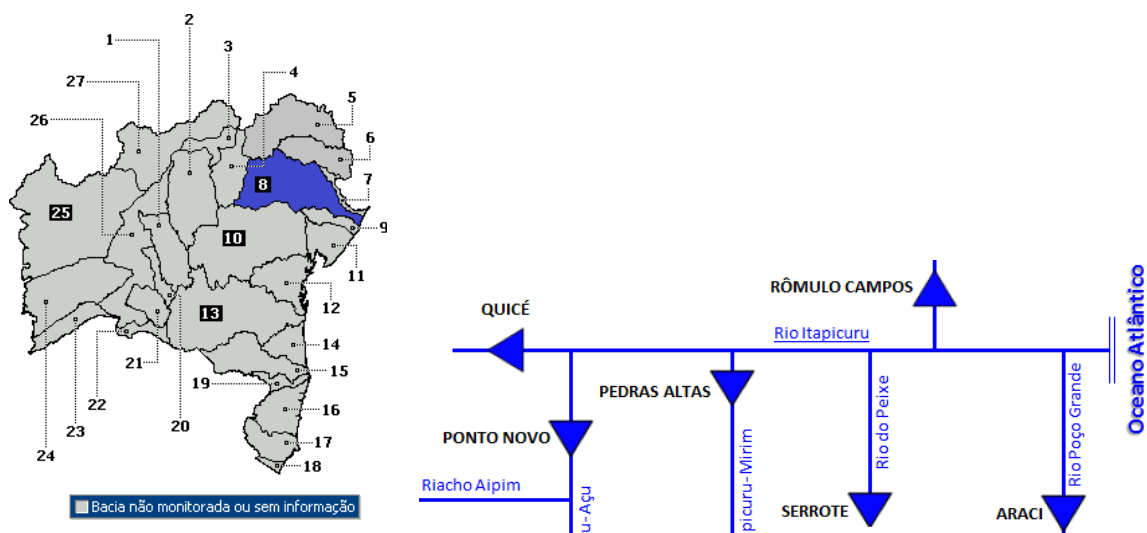 1
2
3
4
27
5
26
6
8
7
25
9
10
11
12
13
14
21
15
22
19
16
23
20
24
17
18
Bacia não monitorada ou sem informação
RÔMULO CAMPOS
QUICÉ
Rio Itapicuru
Oceano Atlântico
PEDRAS ALTAS
Rio do Peixe
Rio Poço Grande
PONTO NOVO
Riacho Aipim
u-Açu
picuru-Mirim
SERROTE
ARACI